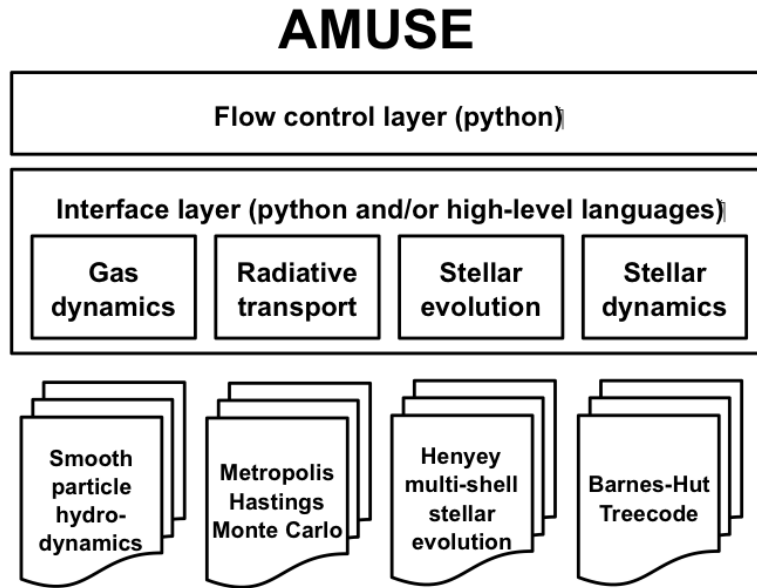 AMUSE
Flow control layer (python)
Interface layer (python and/or high-level languages)
Gas
dynamics
Radiative
transport
Stellar
evolution
Stellar
dynamics
Smooth
particle
hydro-
dynamics
Metropolis
Hastings
Monte Carlo
Henyey
multi-shell
stellar
evolution
Barnes-Hut
Treecode